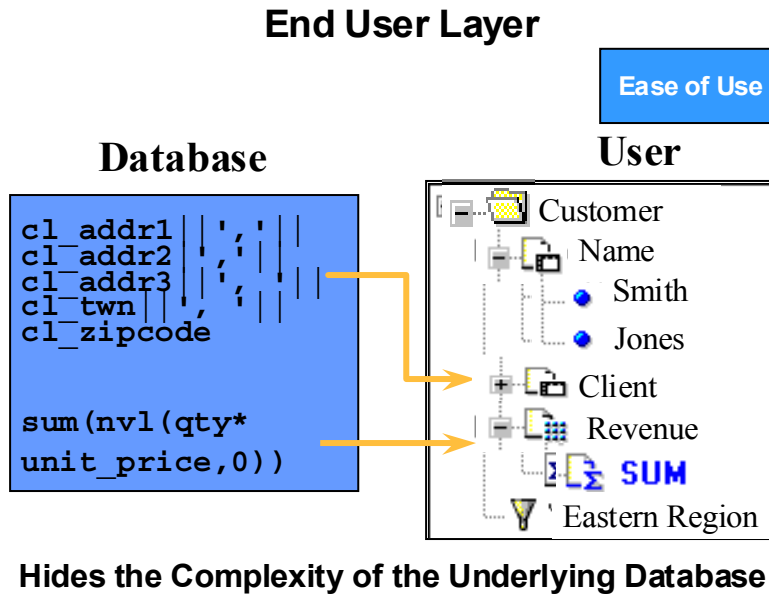 End User Layer
Ease of Use
Database
User
cl_addr1||','||
cl_addr2||','||
cl_addr3||', '||
cl_twn||', '||
cl_zipcode
sum(nvl(qty*
unit_price,0))
Customer
Name
Smith
Jones
Client
Revenue
SUM
Eastern Region
Hides the Complexity of the Underlying Database